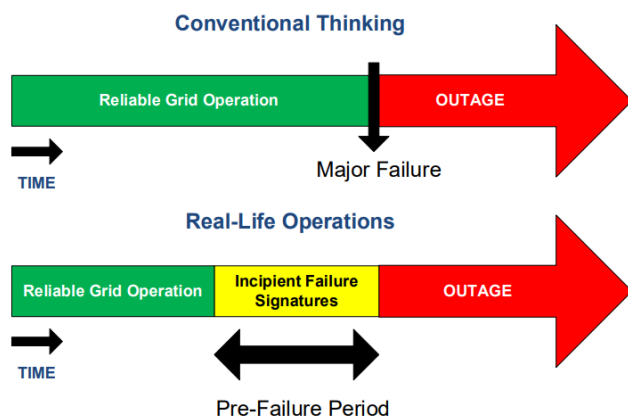 Conventional Thinking
Reliable Grid Operation
OUTAGE
TIME
Major Failure
Real-Life Operations
Reliable Grid Operation
Incipient Failure
Signatures
OUTAGE
TIME
Pre-Failure Period